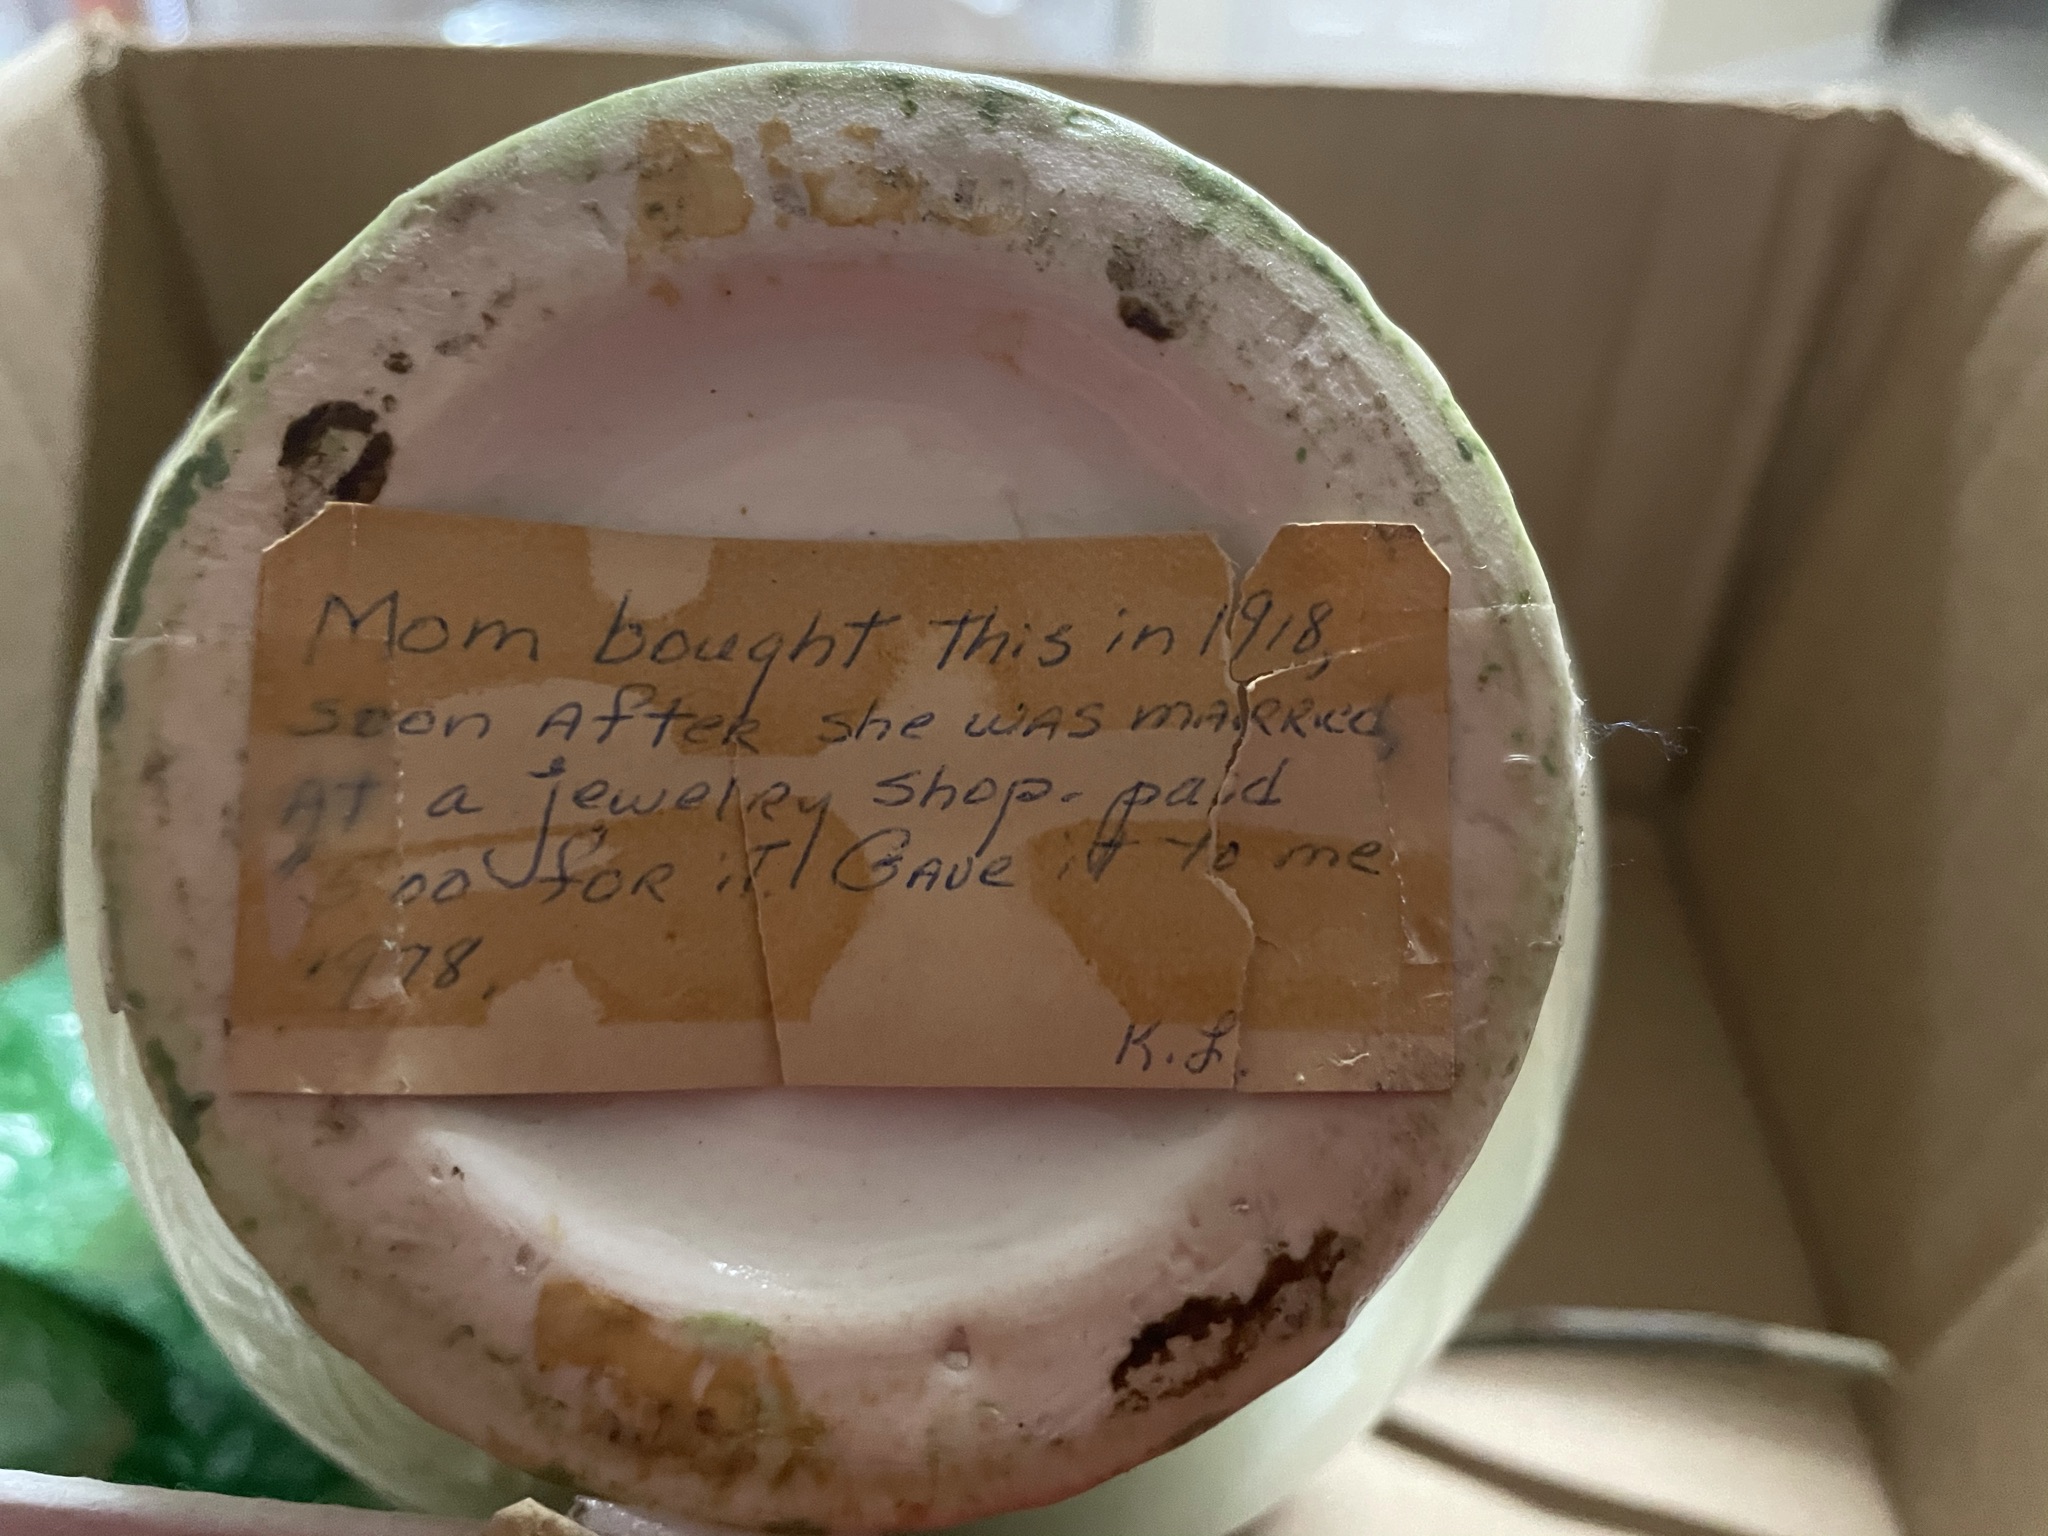 Mom bought this in 1918,
soon After she was MARRied,
At a jewelRy shop. paid
00 foR it! Gave it to me
1978.
K.L.